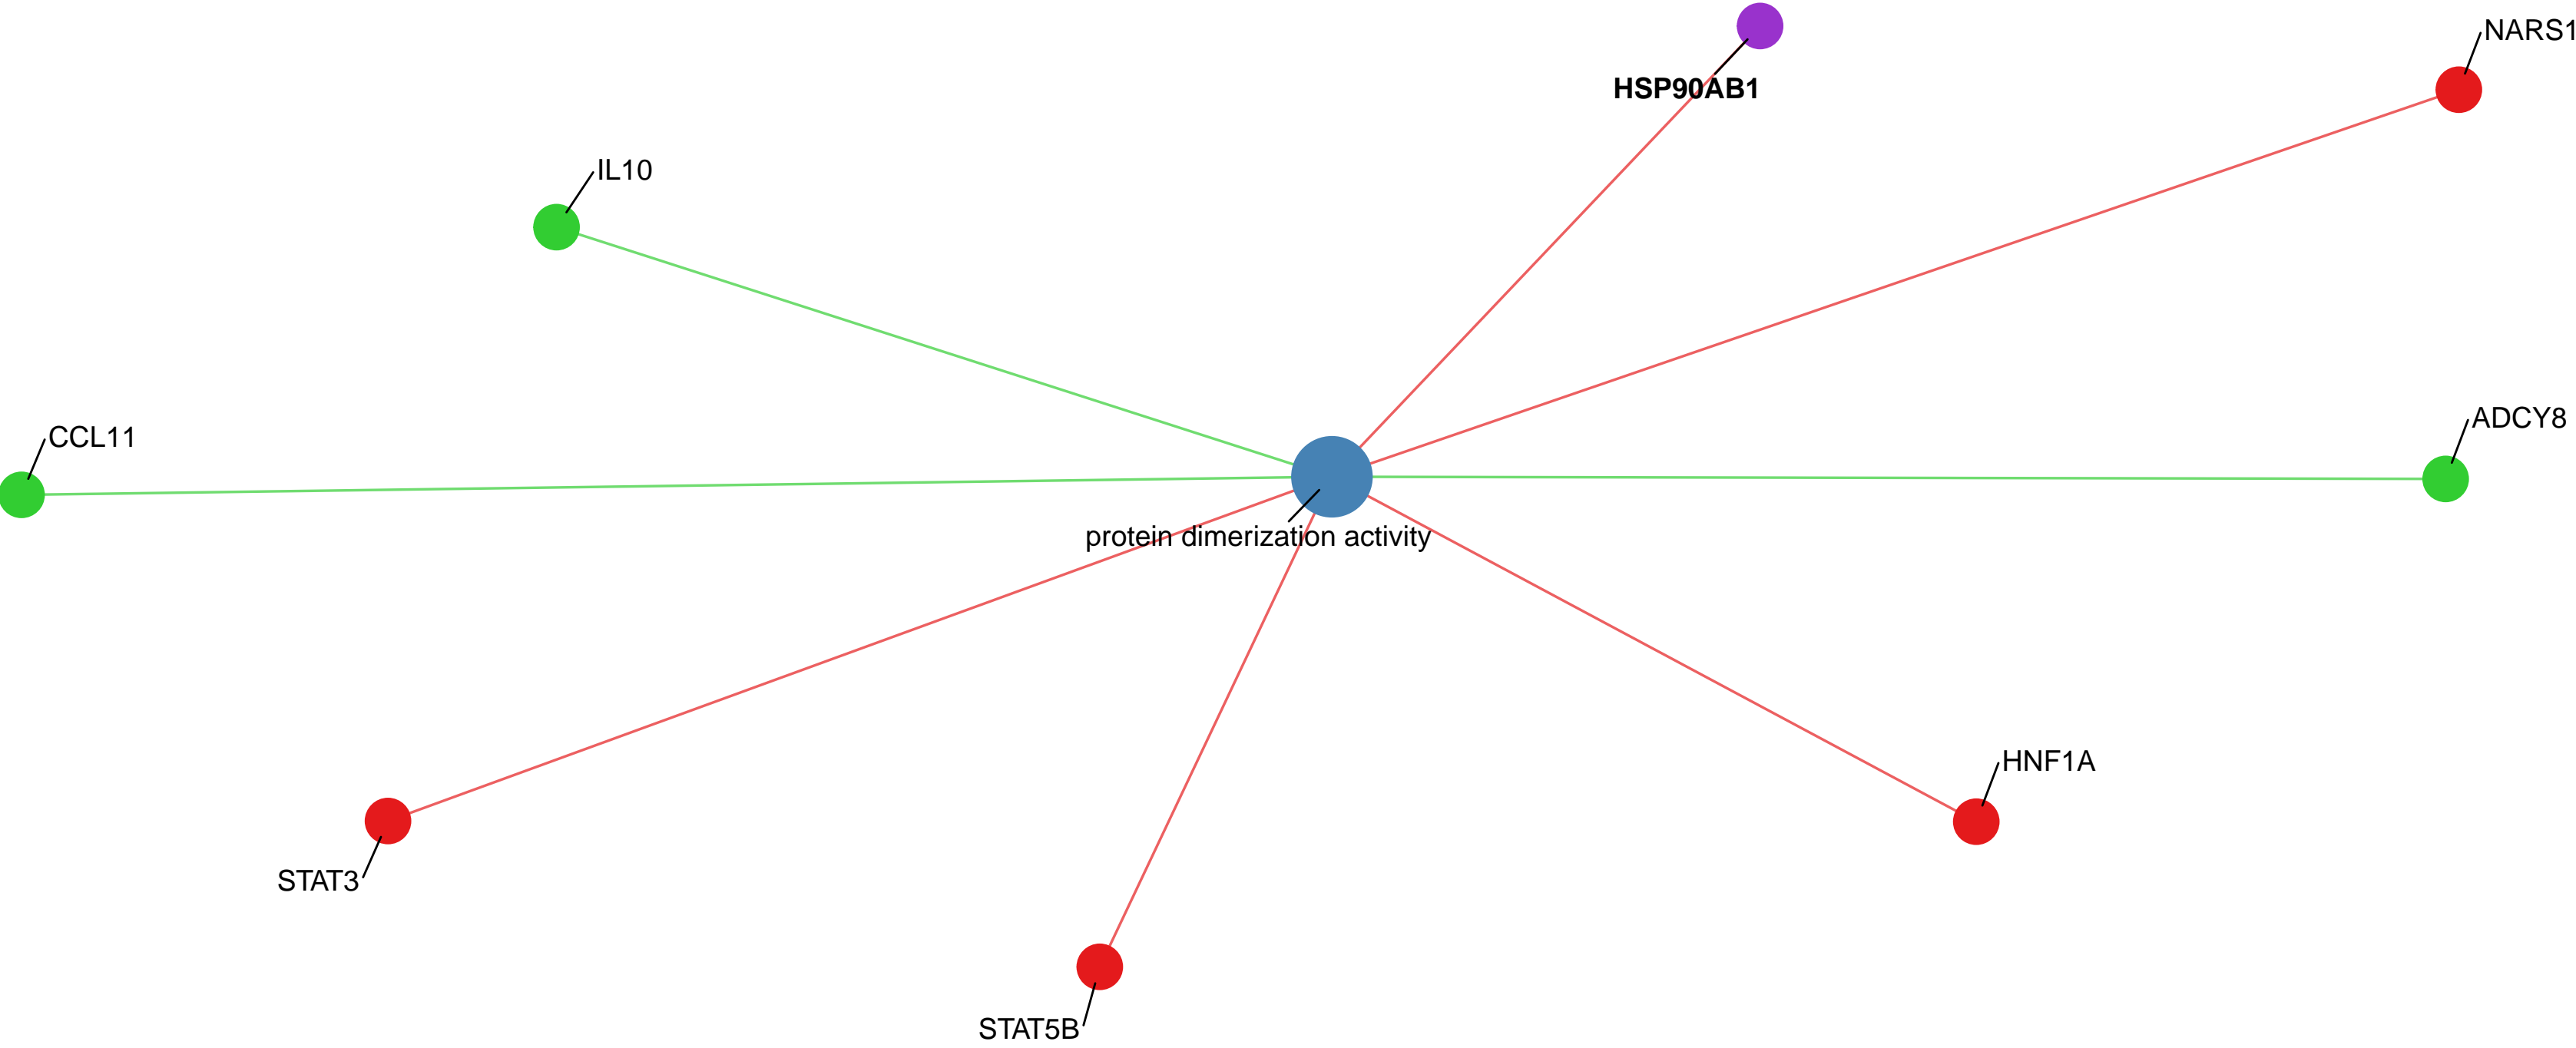 NARS1
HSP90AB1
IL10
ADCY8
CCL11
protein dimerization activity
HNF1A
STAT3
STAT5B